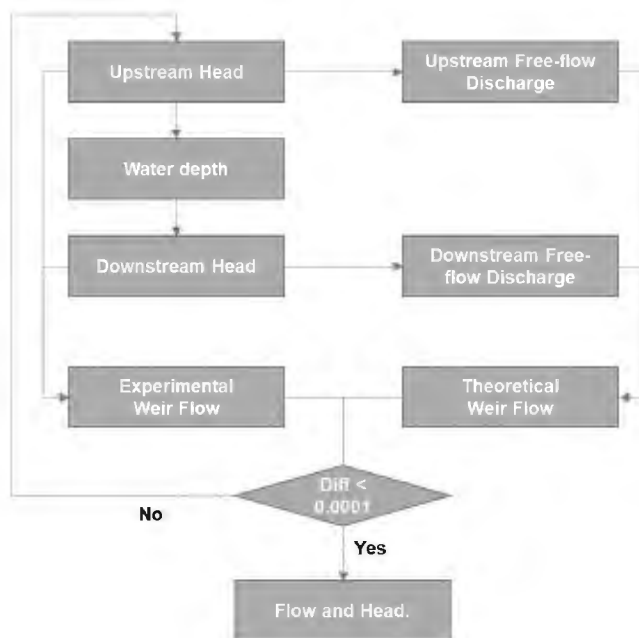 Upstream Head
Upstream Free-flow
Discharge
Water depth
Downstream Head
Downstream Free-
flow Discharge
Experimental
Weir Flow
Theoretical
Weir Flow
Diff <
0.0001
No
Yes
Flow and Head.